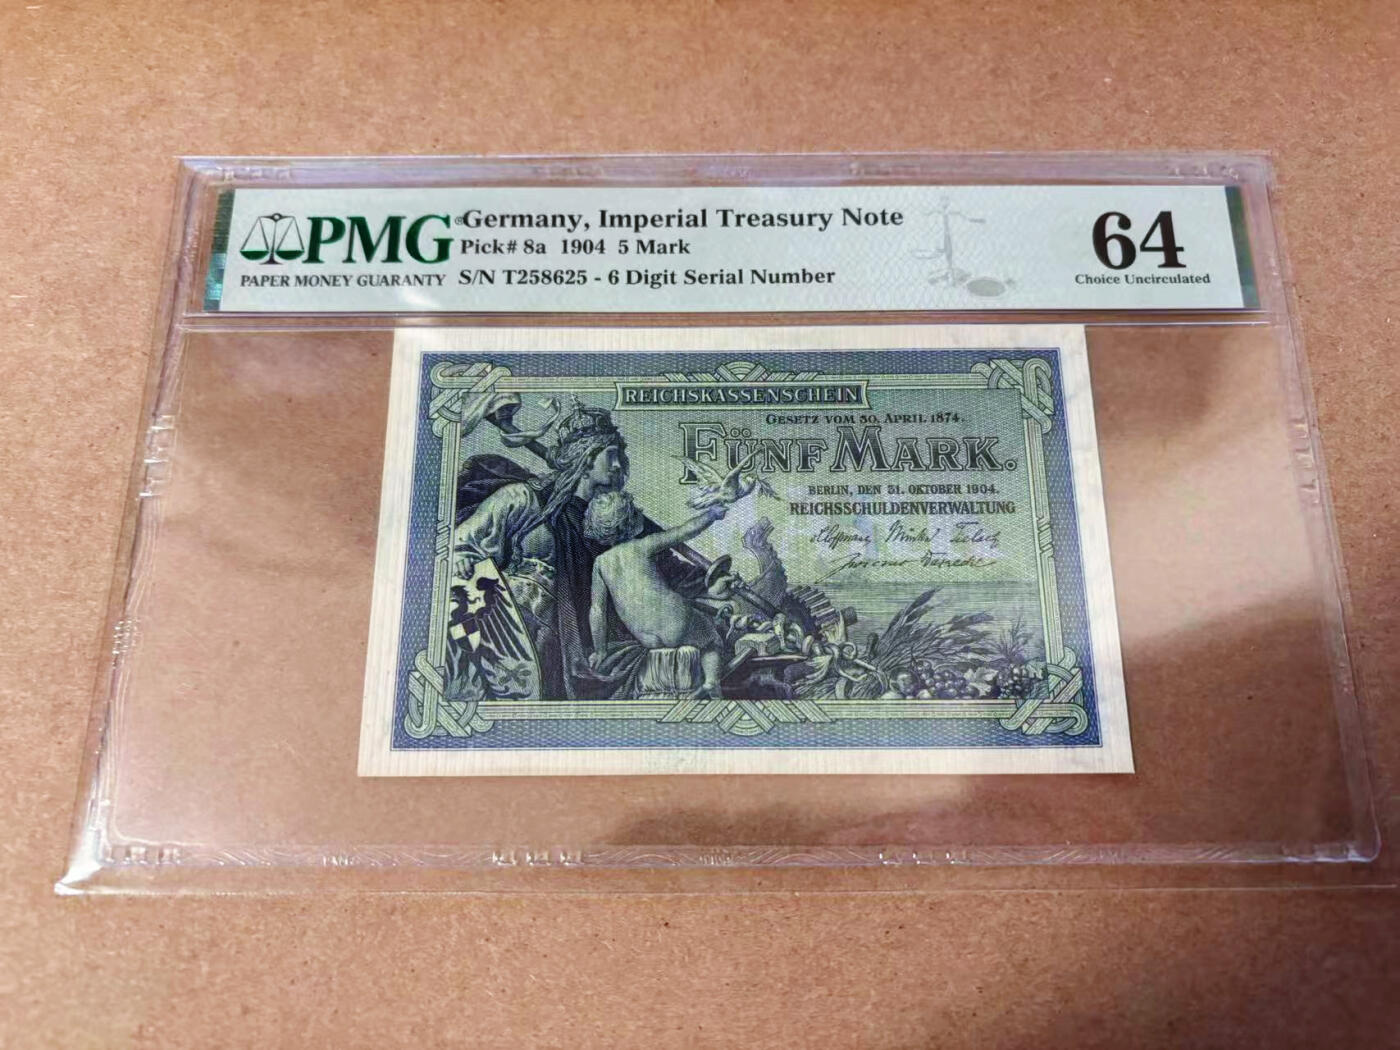 PMG®
PAPER MONEY GUARANTY
Germany, Imperial Treasury Note
Pick# 8a 1904 5 Mark
S/N T258625 - 6 Digit Serial Number
64
Choice Uncirculated
REICHSKASSENSCHEIN
GESETZ VOM 30. APRIL 1874.
FÜNF MARK.
BERLIN, DEN 31. OKTOBER 1904.
REICHSSCHULDENVERWALTUNG